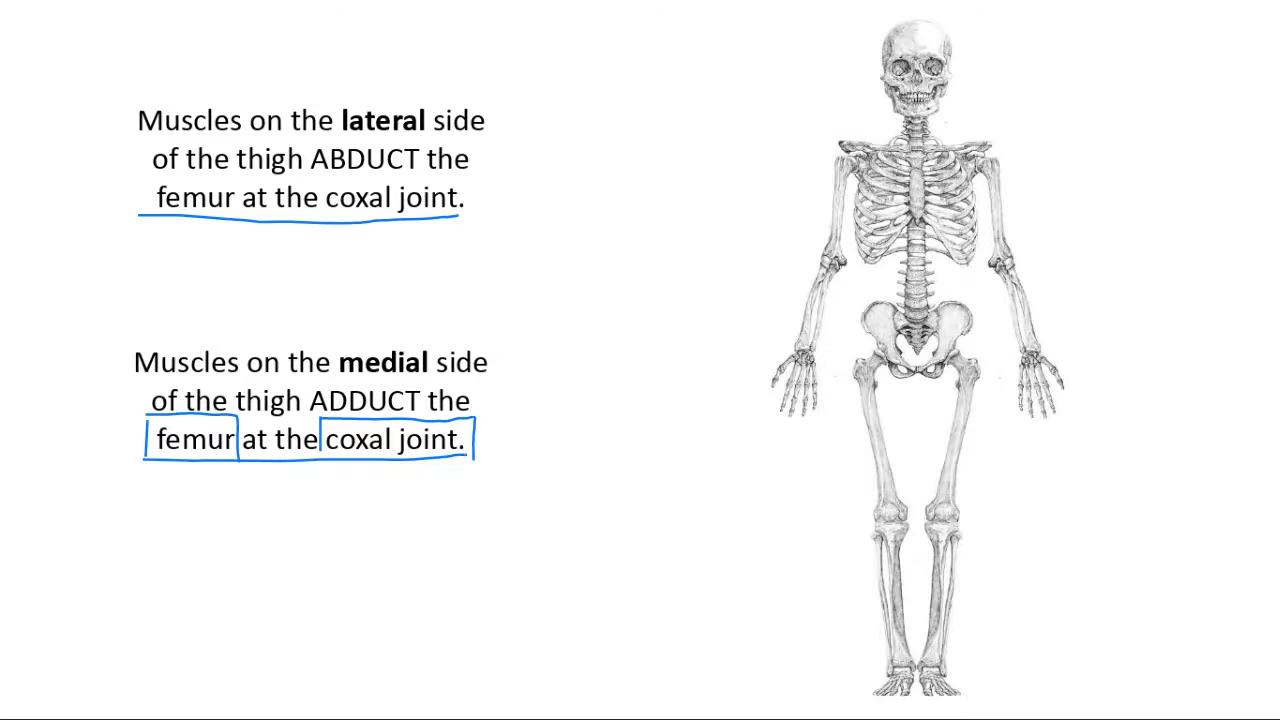 Muscles on the lateral side
of the thigh ABDUCT the
femur at the coxal joint.
Muscles on the medial side
of the thigh ADDUCT the
femur at the coxal joint.